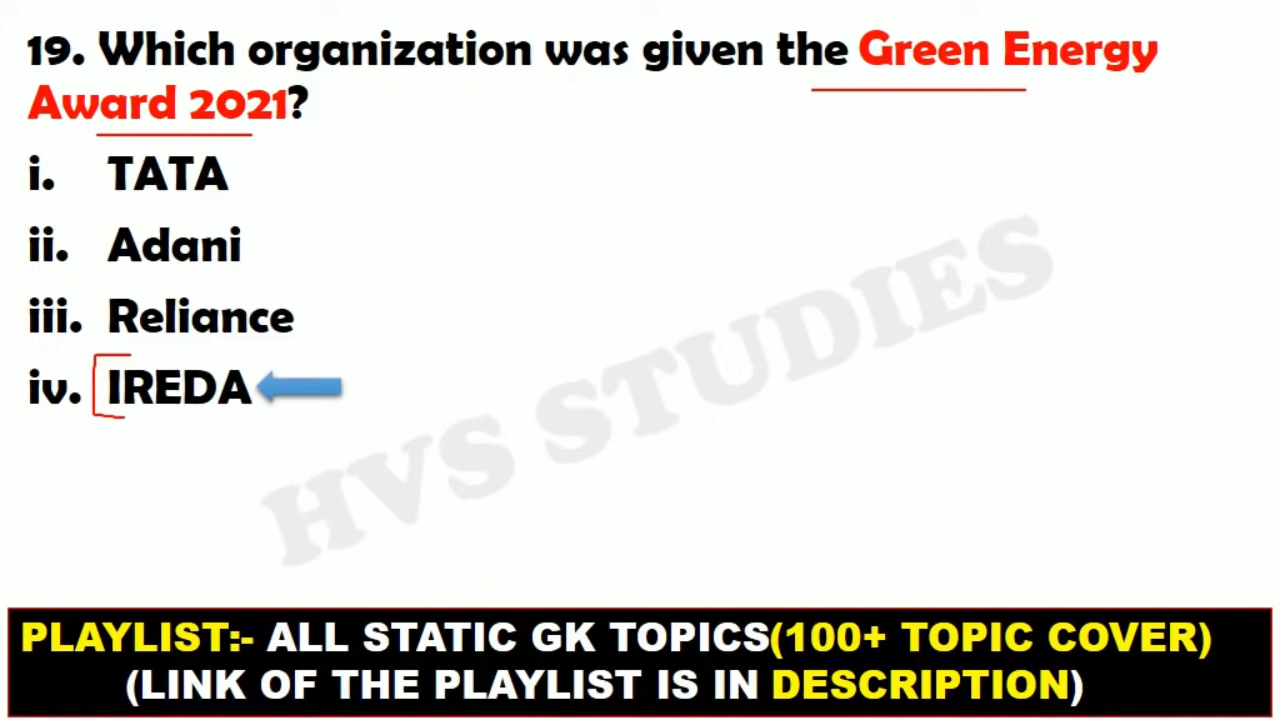 19. Which organization was given the Green Energy
Award 2021?
i. TATA
ii. Adani
iii. Reliance
iv. IREDA
HVS STUDIES
PLAYLIST:- ALL STATIC GK TOPICS(100+ TOPIC COVER)
(LINK OF THE PLAYLIST IS IN DESCRIPTION)